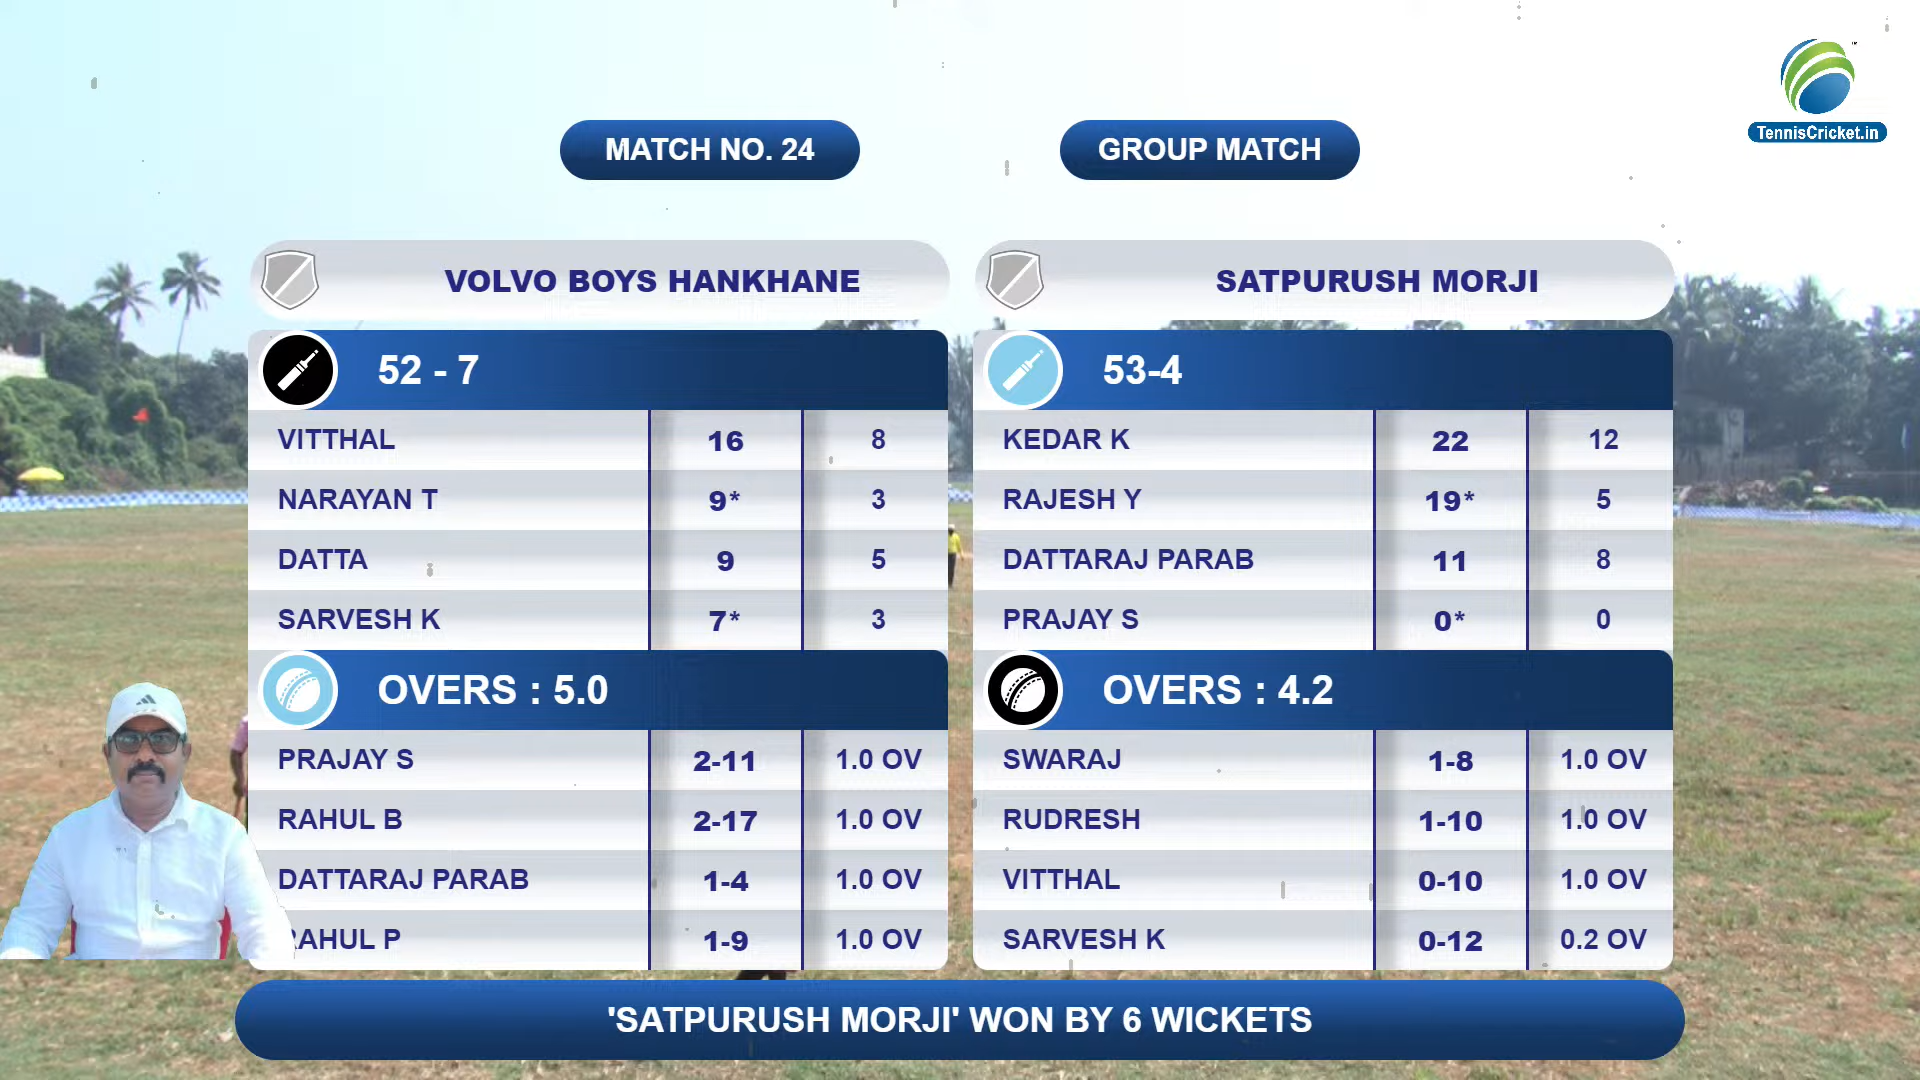 TennisCricket.in
MATCH NO. 24
GROUP MATCH
VOLVO BOYS HANKHANE
52 - 7
VITTHAL 16 8
NARAYAN T 9* 3
DATTA 9 5
SARVESH K 7* 3
OVERS : 5.0
PRAJAY S 2-11 1.0 OV
RAHUL B 2-17 1.0 OV
DATTARAJ PARAB 1-4 1.0 OV
RAHUL P 1-9 1.0 OV
SATPURUSH MORJI
53-4
KEDAR K 22 12
RAJESH Y 19* 5
DATTARAJ PARAB 11 8
PRAJAY S 0* 0
OVERS : 4.2
SWARAJ 1-8 1.0 OV
RUDRESH 1-10 1.0 OV
VITTHAL 0-10 1.0 OV
SARVESH K 0-12 0.2 OV
'SATPURUSH MORJI' WON BY 6 WICKETS